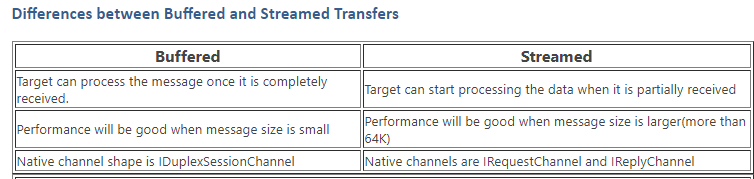 Differences between Buffered and Streamed Transfers
Buffered
Streamed
Target can process the message once it is completely
received.
Target can start processing the data when it is partially received
Performance will be good when message size is small
Performance will be good when message size is larger(more than
64K)
Native channel shape is IDuplexSessionChannel
Native channels are IRequestChannel and IReplyChannel